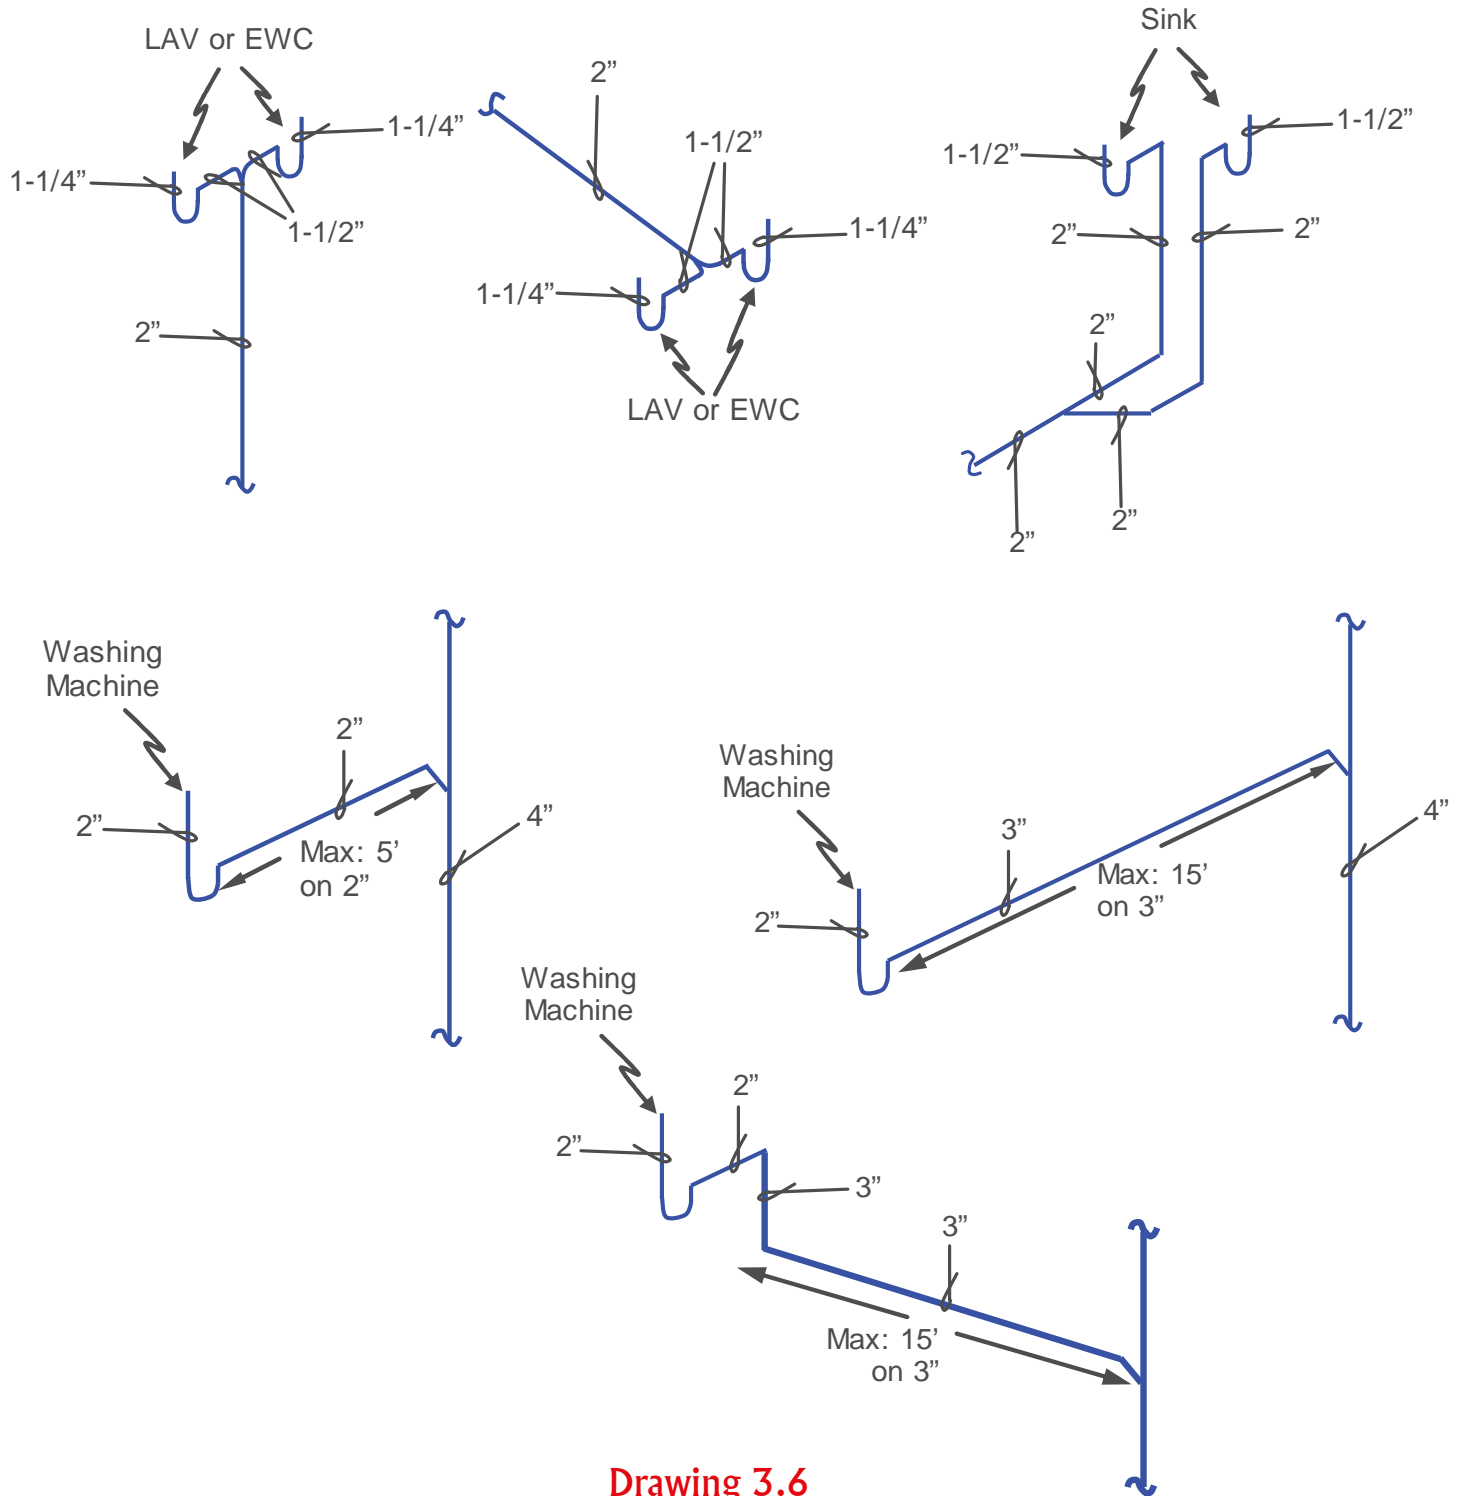 LAV or EWC
1-1/4”
1-1/4”
1-1/2”
2”
2”
1-1/2”
1-1/4”
1-1/4”
LAV or EWC
Sink
1-1/2”
1-1/2”
2”
2”
2”
2”
2”
Washing
Machine
2”
2”
Max: 5’
on 2”
4”
Washing
Machine
2”
3”
Max: 15’
on 3”
4”
Washing
Machine
2”
2”
3”
3”
Max: 15’
on 3”
Drawing 3.6